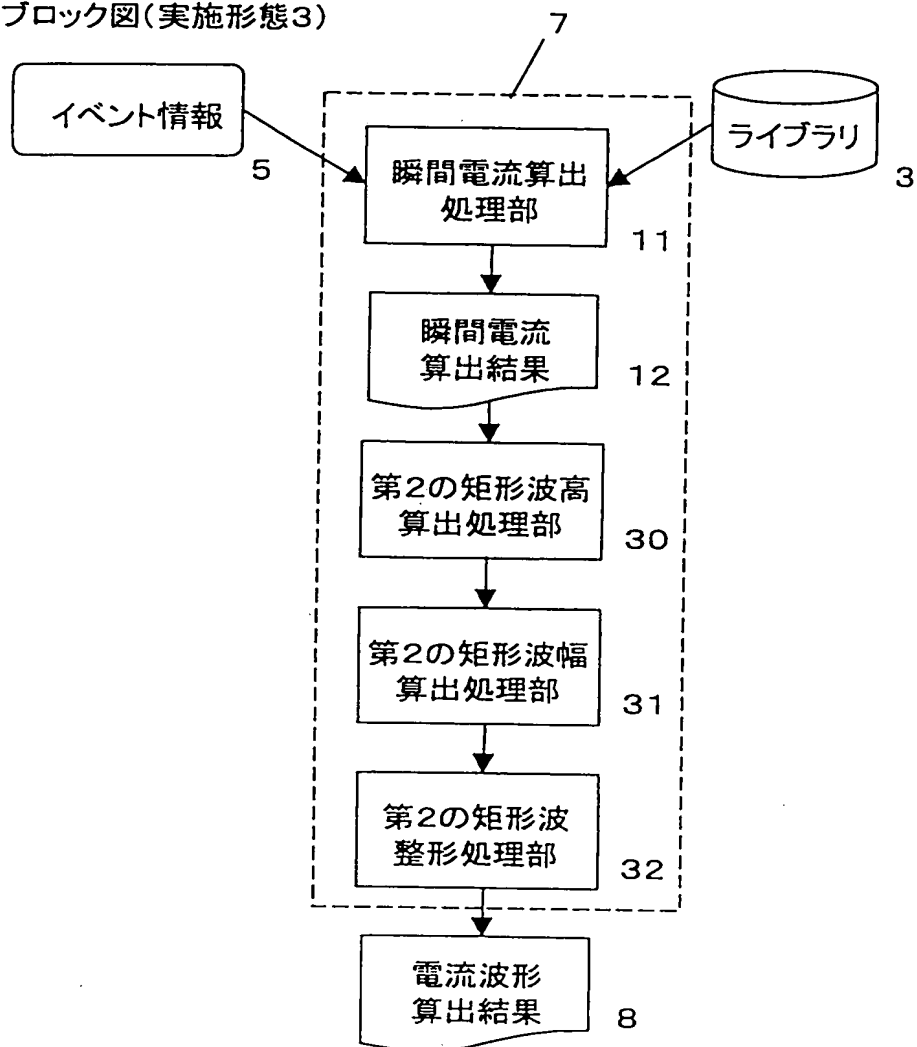 ブロック図(実施形態3)
7
イベント情報
5
ライブラリ
3
瞬間電流算出
処理部
11
瞬間電流
算出結果
12
第2の矩形波高
算出処理部
30
第2の矩形波幅
算出処理部
31
第2の矩形波
整形処理部
32
電流波形
算出結果
8